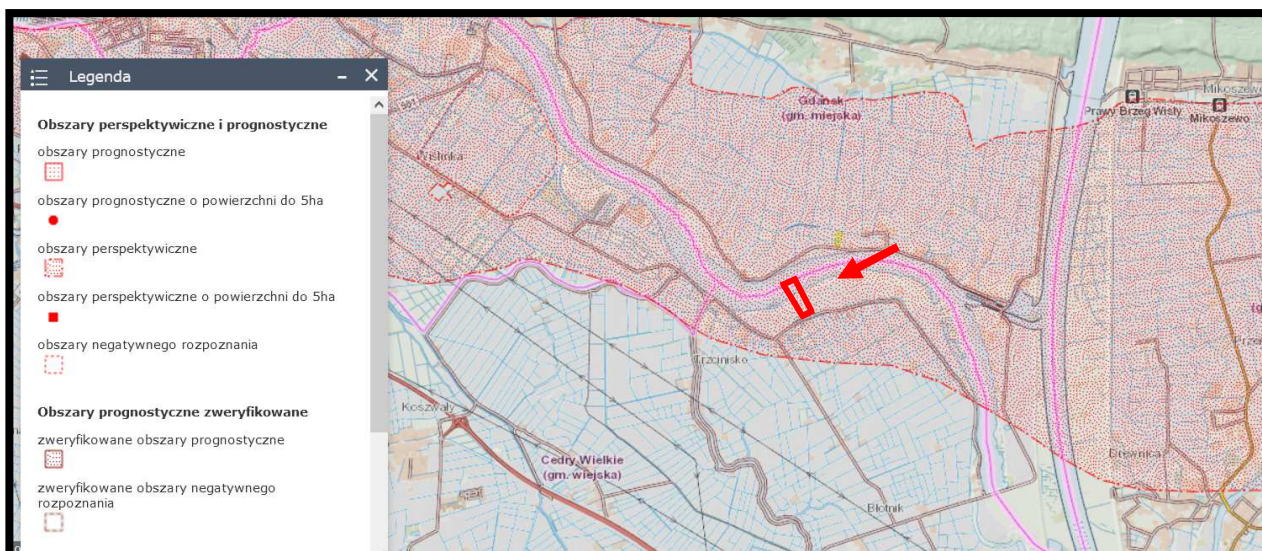 Legenda
Obszary perspektywiczne i prognostyczne
obszary prognostyczne
obszary prognostyczne o powierzchni do 5ha
obszary perspektywiczne
obszary perspektywiczne o powierzchni do 5ha
obszary negatywnego rozpoznania
Obszary prognostyczne zweryfikowane
zweryfikowane obszary prognostyczne
zweryfikowane obszary negatywnego
rozpoznania
Gdańsk
(gm. miejska)
Mikoszewo
Prawy Brzeg Wisły
Mikoszewo
Wiślinka
Trzcinisko
Koszwały
Cedry Wielkie
(gm. wiejska)
Drewnica
Błotnik